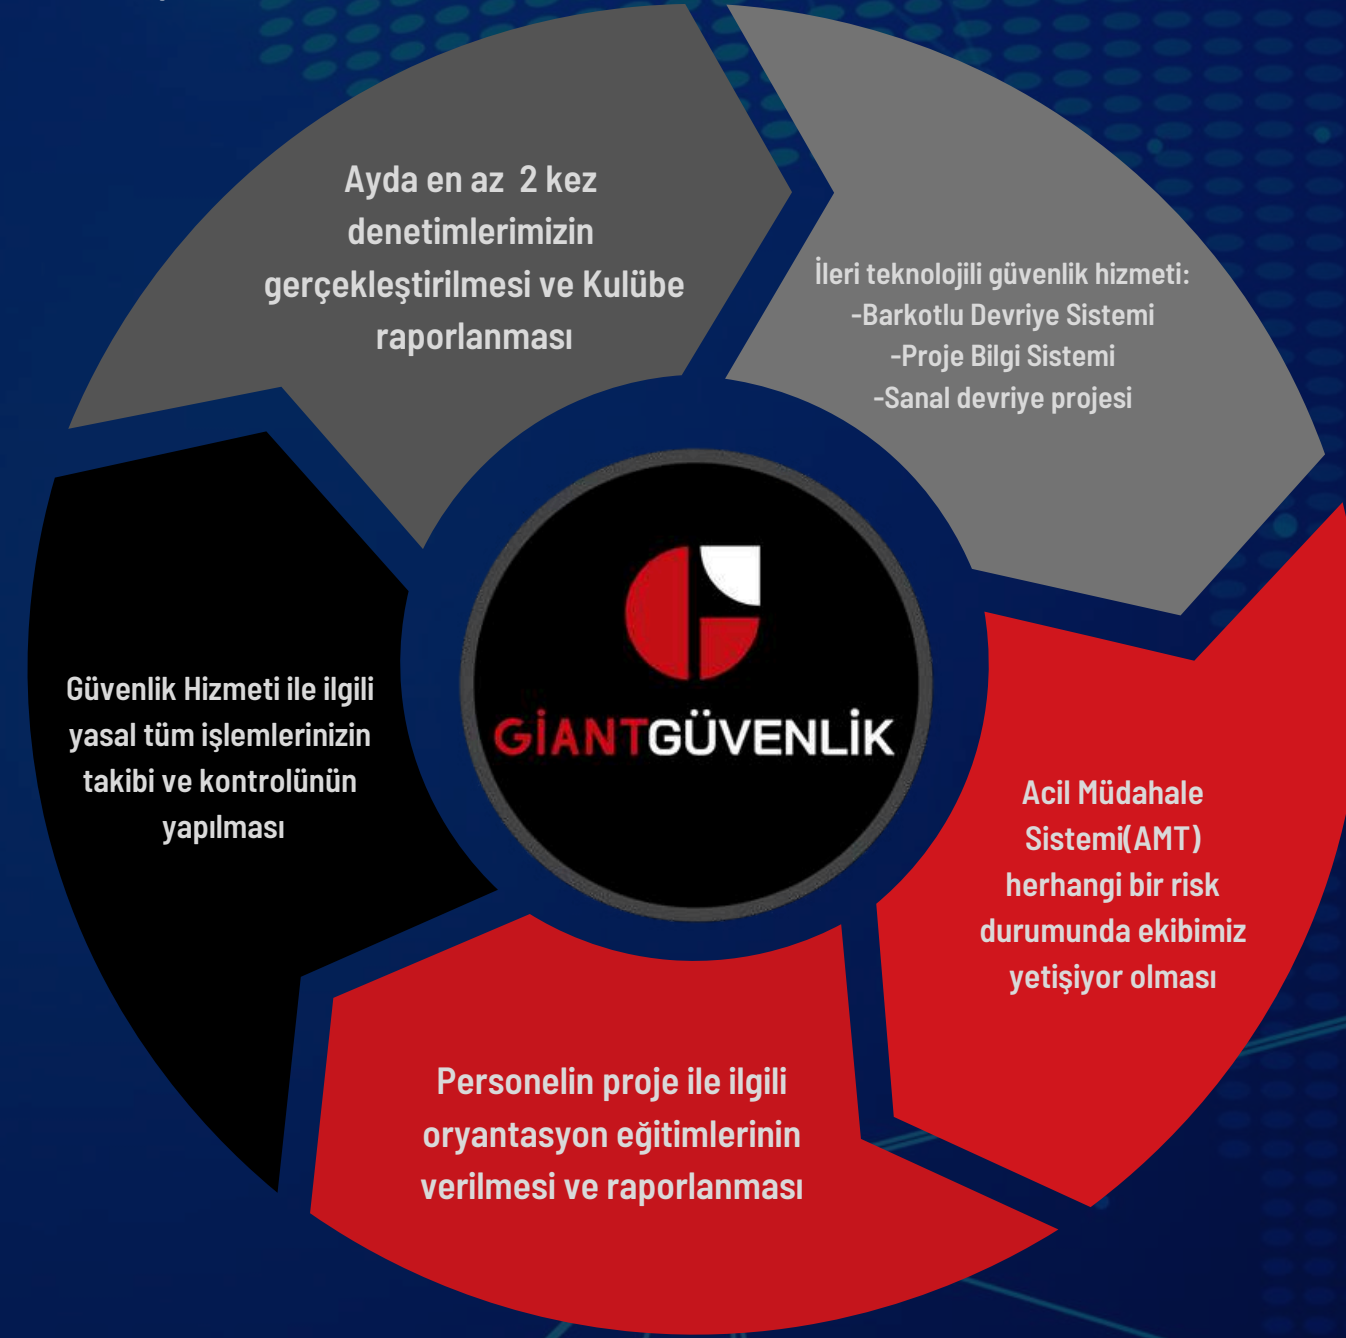 Ayda en az 2 kez
denetimlerimizin
gerçekleştirilmesi ve Kulübe
raporlanması
İleri teknolojili güvenlik hizmeti:
-Barkotlu Devriye Sistemi
-Proje Bilgi Sistemi
-Sanal devriye projesi
Acil Müdahale
Sistemi(AMT)
herhangi bir risk
durumunda ekibimiz
yetişiyor olması
Personelin proje ile ilgili
oryantasyon eğitimlerinin
verilmesi ve raporlanması
Güvenlik Hizmeti ile ilgili
yasal tüm işlemlerinizin
takibi ve kontrolünün
yapılması
GİANTGÜVENLİK